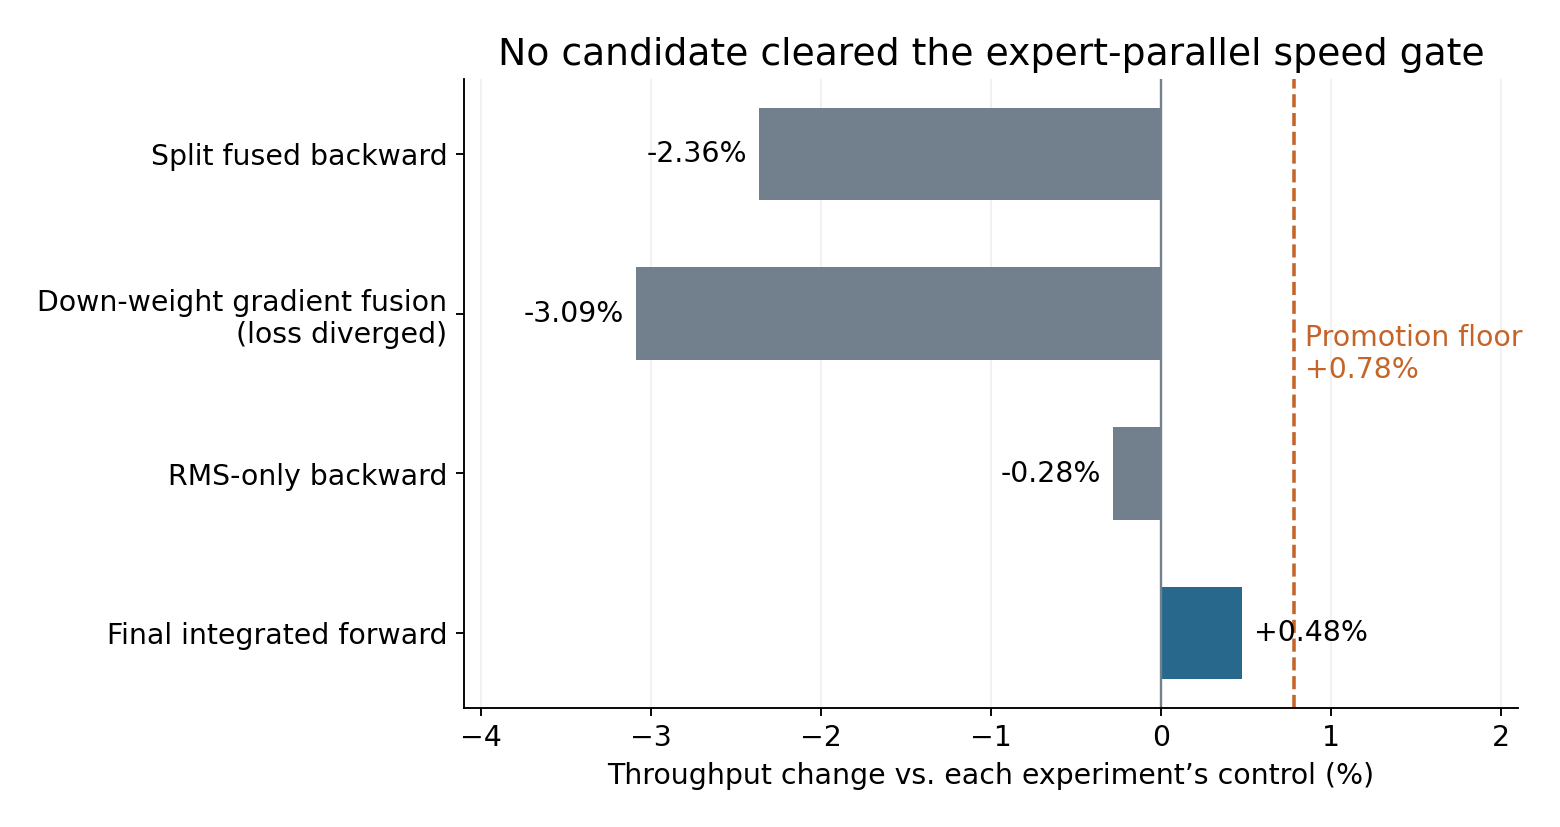 No candidate cleared the expert-parallel speed gate
Split fused backward
-2.36%
Down-weight gradient fusion
(loss diverged)
-3.09%
Promotion floor
+0.78%
RMS-only backward
-0.28%
Final integrated forward
+0.48%
−4
−3
−2
−1
0
1
2
Throughput change vs. each experiment’s control (%)